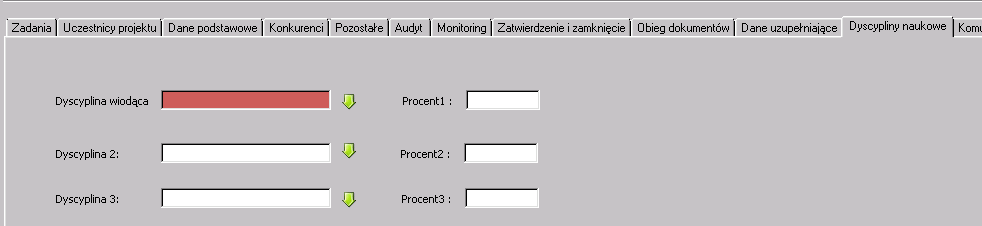 Zadania Uczestnicy projektu Dane podstawowe Konkurenci Pozostałe Audyt Monitoring Zatwierdzenie i zamknięcie Obieg dokumentów Dane uzupełniające Dyscypliny naukowe Komu
Dyscyplina wiodąca Procent1 :
Dyscyplina 2: Procent2 :
Dyscyplina 3: Procent3 :